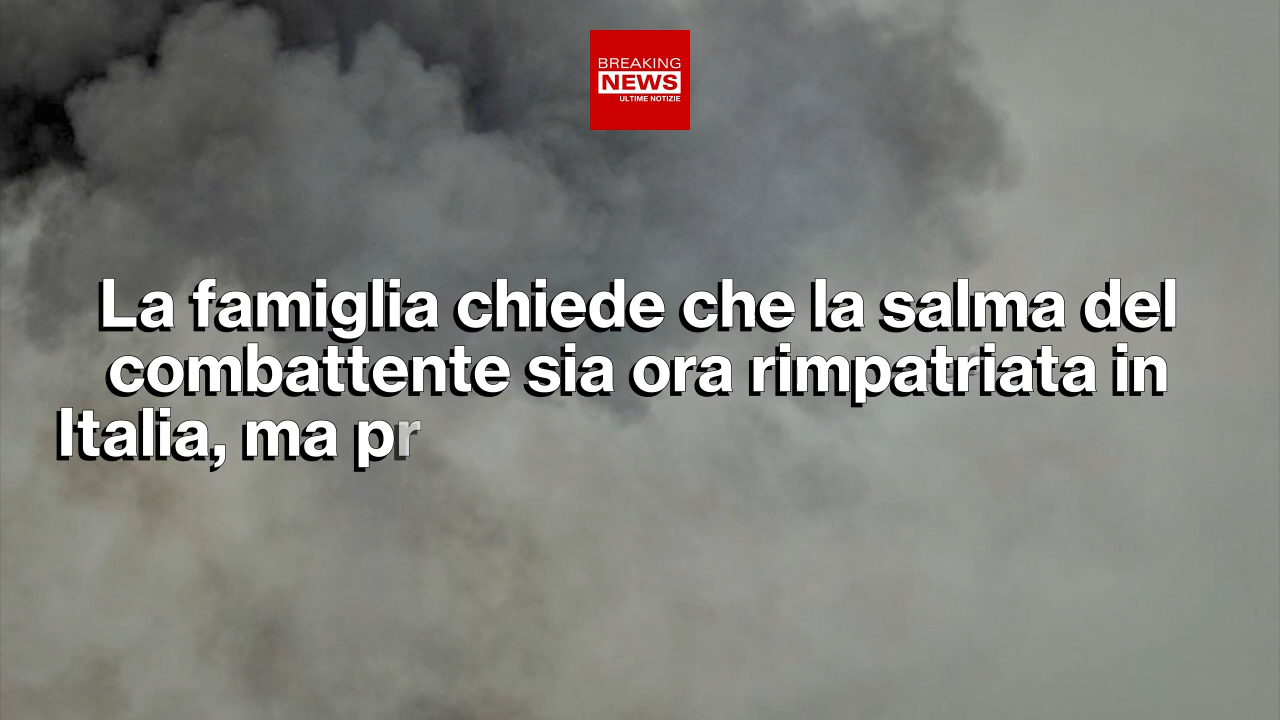 BREAKING
NEWS
ULTIME NOTIZIE
La famiglia chiede che la salma del
combattente sia ora rimpatriata in
Italia, ma pr